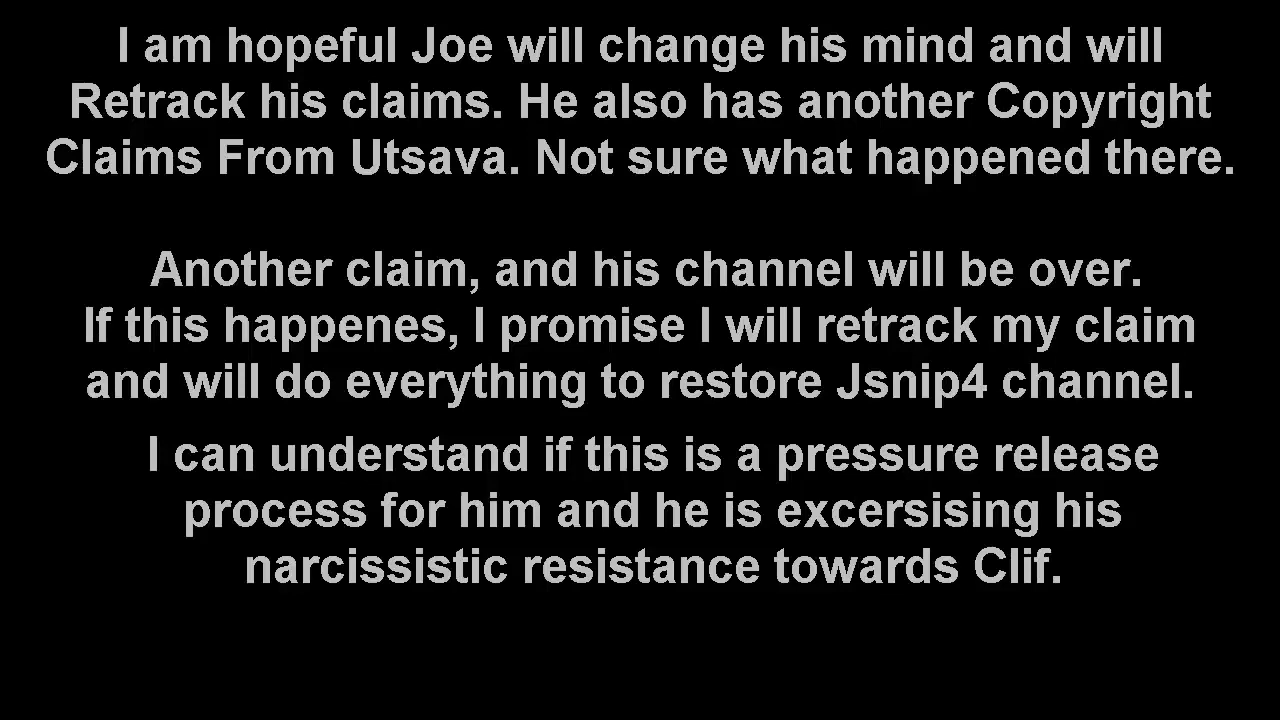 I am hopeful Joe will change his mind and will
Retrack his claims. He also has another Copyright
Claims From Utsava. Not sure what happened there.
Another claim, and his channel will be over.
If this happenes, I promise I will retrack my claim
and will do everything to restore Jsnip4 channel.
I can understand if this is a pressure release
process for him and he is excersising his
narcissistic resistance towards Clif.